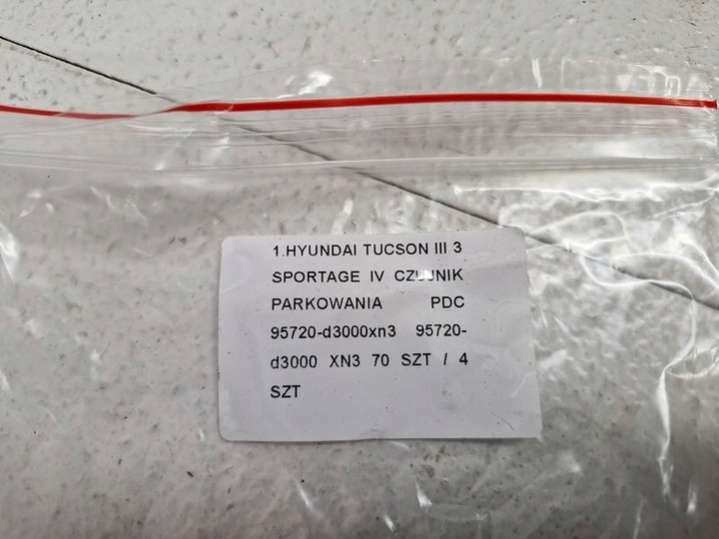 1.HYUNDAI TUCSON III 3
SPORTAGE IV CZUJNIK
PARKOWANIA PDC
95720-d3000xn3 95720-
d3000 XN3 70 SZT / 4
SZT